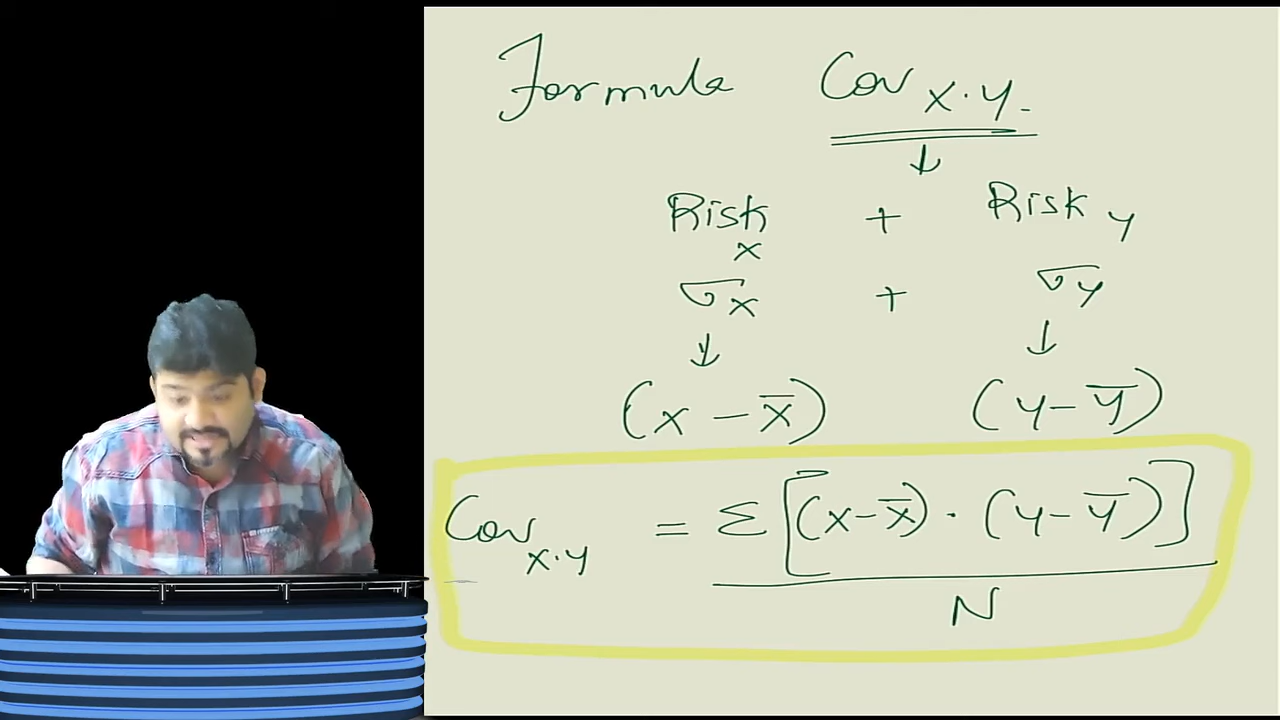 Formula Cov x.y.
↓
Risk x + Risk y
σx + σy
↓ ↓
(x - x̅) (y - y̅)
Cov x.y = Σ[(x-x̅) · (y-y̅)]
N